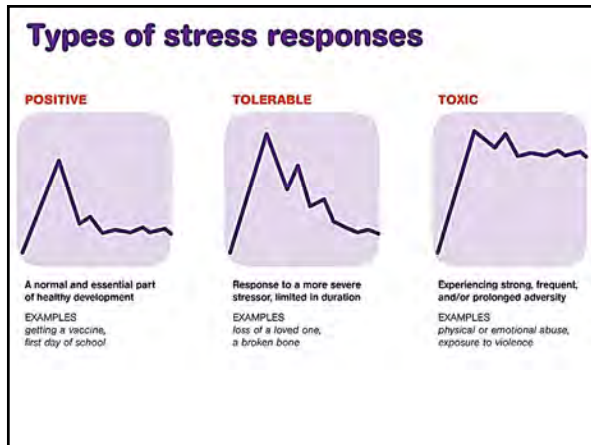 Types of stress responses
POSITIVE
A normal and essential part
of healthy development
EXAMPLES
getting a vaccine,
first day of school
TOLERABLE
Response to a more severe
stressor, limited in duration
EXAMPLES
loss of a loved one,
a broken bone
TOXIC
Experiencing strong, frequent,
and/or prolonged adversity
EXAMPLES
physical or emotional abuse,
exposure to violence